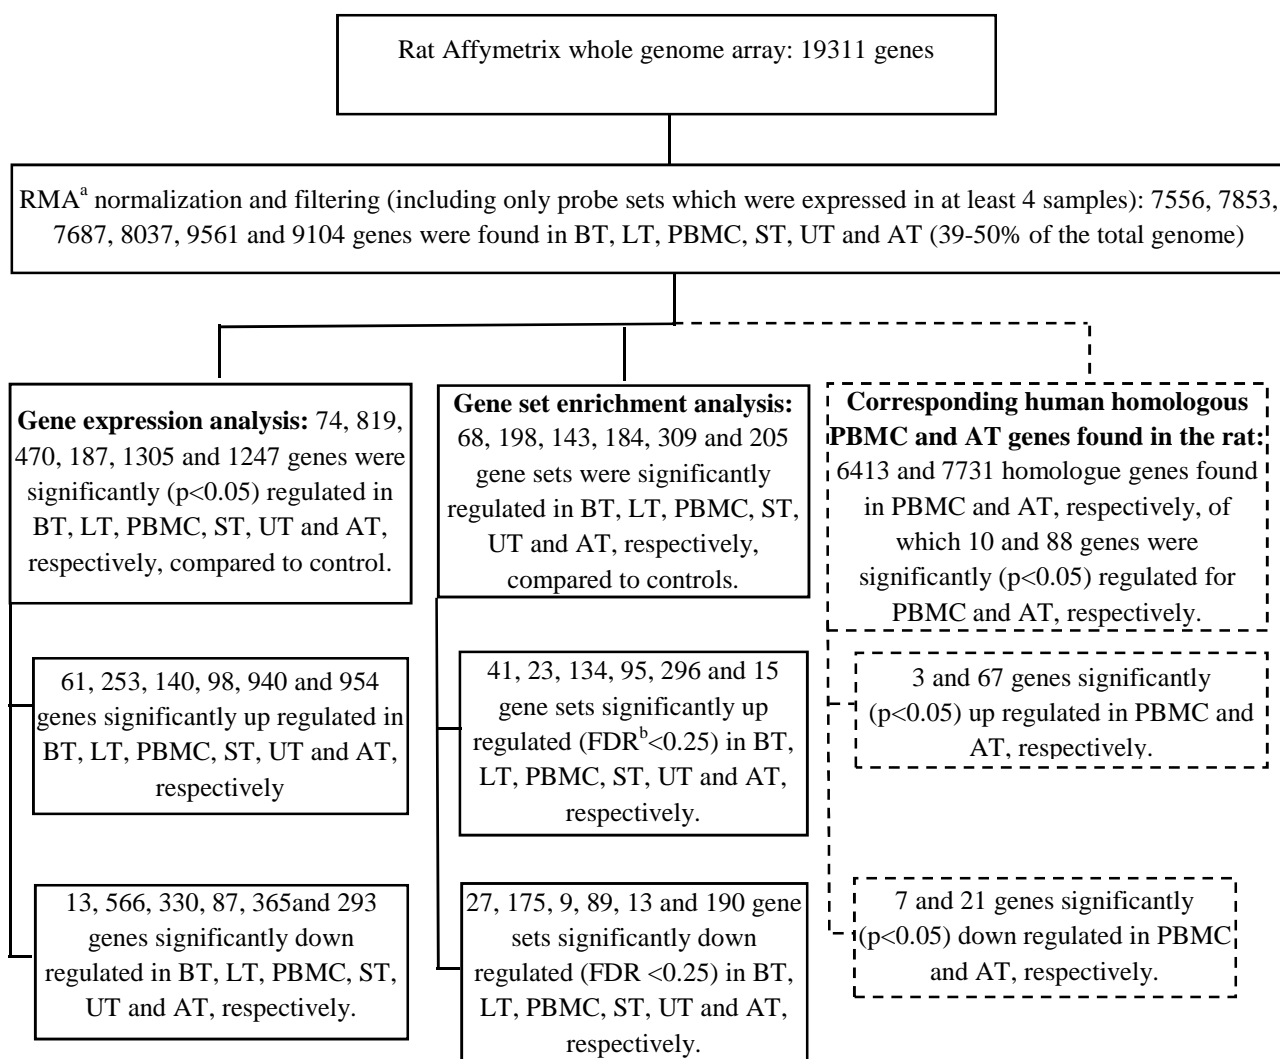 Rat Affymetrix whole genome array: 19311 genes
RMAa normalization and filtering (including only probe sets which were expressed in at least 4 samples): 7556, 7853,
7687, 8037, 9561 and 9104 genes were found in BT, LT, PBMC, ST, UT and AT (39-50% of the total genome)
Gene expression analysis: 74, 819,
470, 187, 1305 and 1247 genes were
significantly (p<0.05) regulated in
BT, LT, PBMC, ST, UT and AT,
respectively, compared to control.
61, 253, 140, 98, 940 and 954
genes significantly up regulated in
BT, LT, PBMC, ST, UT and AT,
respectively
13, 566, 330, 87, 365and 293
genes significantly down
regulated in BT, LT, PBMC, ST,
UT and AT, respectively.
Gene set enrichment analysis:
68, 198, 143, 184, 309 and 205
gene sets were significantly
regulated in BT, LT, PBMC, ST,
UT and AT, respectively,
compared to controls.
41, 23, 134, 95, 296 and 15
gene sets significantly up
regulated (FDRb<0.25) in BT,
LT, PBMC, ST, UT and AT,
respectively.
27, 175, 9, 89, 13 and 190 gene
sets significantly down
regulated (FDR <0.25) in BT,
LT, PBMC, ST, UT and AT,
respectively.
Corresponding human homologous
PBMC and AT genes found in the rat:
6413 and 7731 homologue genes found
in PBMC and AT, respectively, of
which 10 and 88 genes were
significantly (p<0.05) regulated for
PBMC and AT, respectively.
3 and 67 genes significantly
(p<0.05) up regulated in PBMC and
AT, respectively.
7 and 21 genes significantly
(p<0.05) down regulated in PBMC
and AT, respectively.